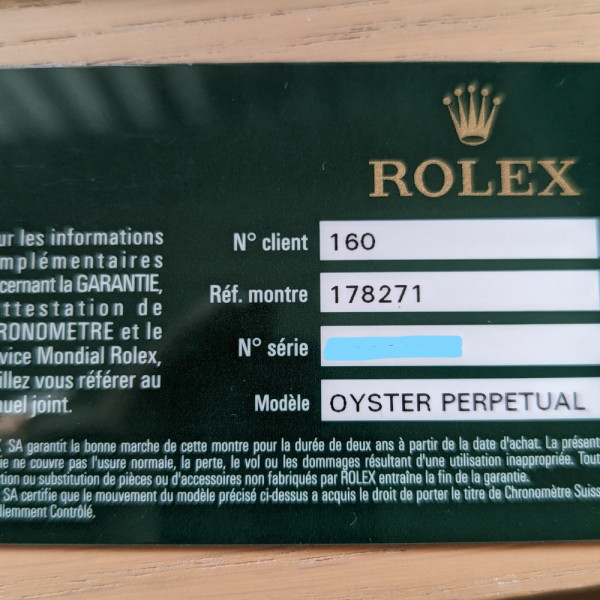 ROLEX
ur les informations
mplémentaires
cernant la GARANTIE,
ttestation de
RONOMETRE et le
vice Mondial Rolex,
illez vous référer au
uel joint.
N° client 160
Réf. montre 178271
N° série
Modèle OYSTER PERPETUAL
SA garantit la bonne marche de cette montre pour la durée de deux ans à partir de la date d'achat. La présent
ie ne couvre pas l'usure normale, la perte, le vol ou les dommages résultant d'une utilisation inappropriée. Tout
tion ou substitution de pièces ou d'accessoires non fabriqués par ROLEX entraîne la fin de la garantie.
SA certifie que le mouvement du modèle précisé ci-dessus a acquis le droit de porter le titre de Chronomètre Suiss
llement Contrôlé.